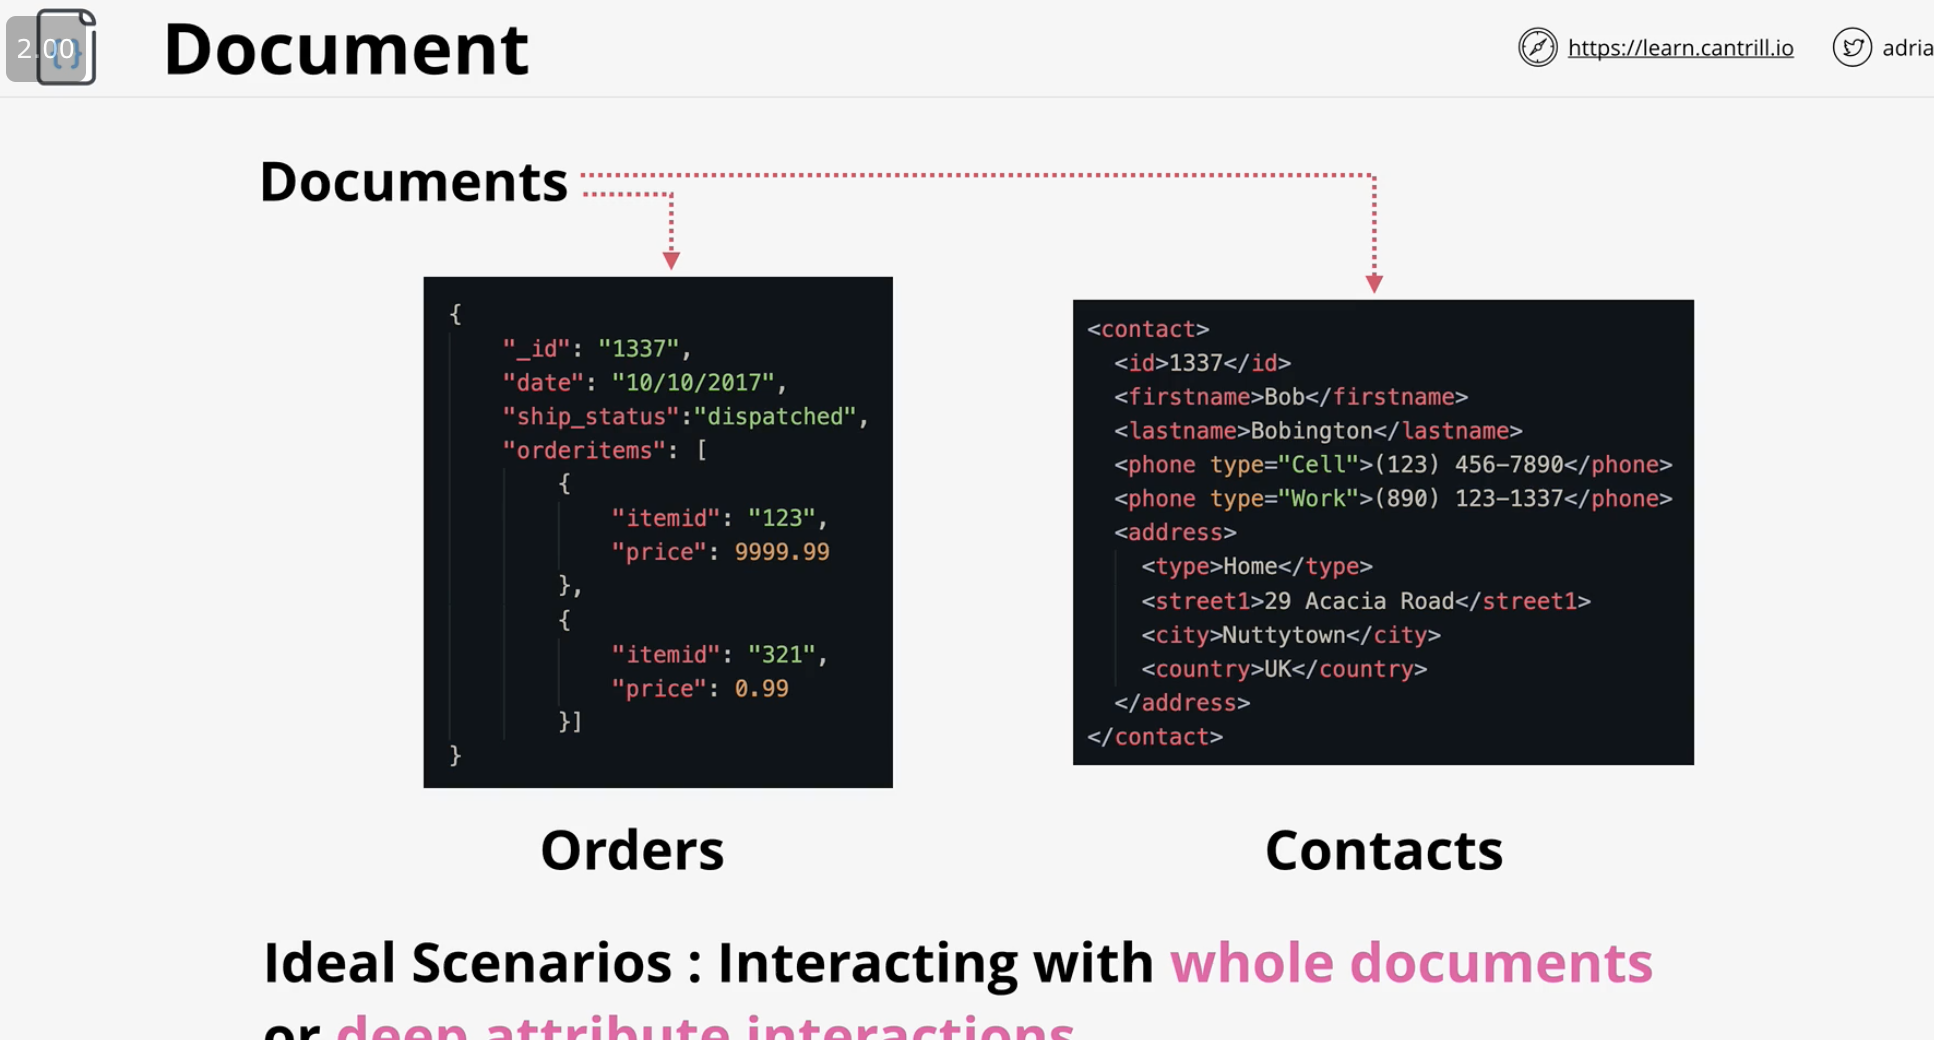 2.00
{}
Document
https://learn.cantrill.io
adria
Documents
{
"_id": "1337",
"date": "10/10/2017",
"ship_status":"dispatched",
"orderitems": [
{
"itemid": "123",
"price": 9999.99
},
{
"itemid": "321",
"price": 0.99
}]
}
<contact>
<id>1337</id>
<firstname>Bob</firstname>
<lastname>Bobington</lastname>
<phone type="Cell">(123) 456-7890</phone>
<phone type="Work">(890) 123-1337</phone>
<address>
<type>Home</type>
<street1>29 Acacia Road</street1>
<city>Nuttytown</city>
<country>UK</country>
</address>
</contact>
Orders
Contacts
Ideal Scenarios : Interacting with whole documents
or deep attribute interactions